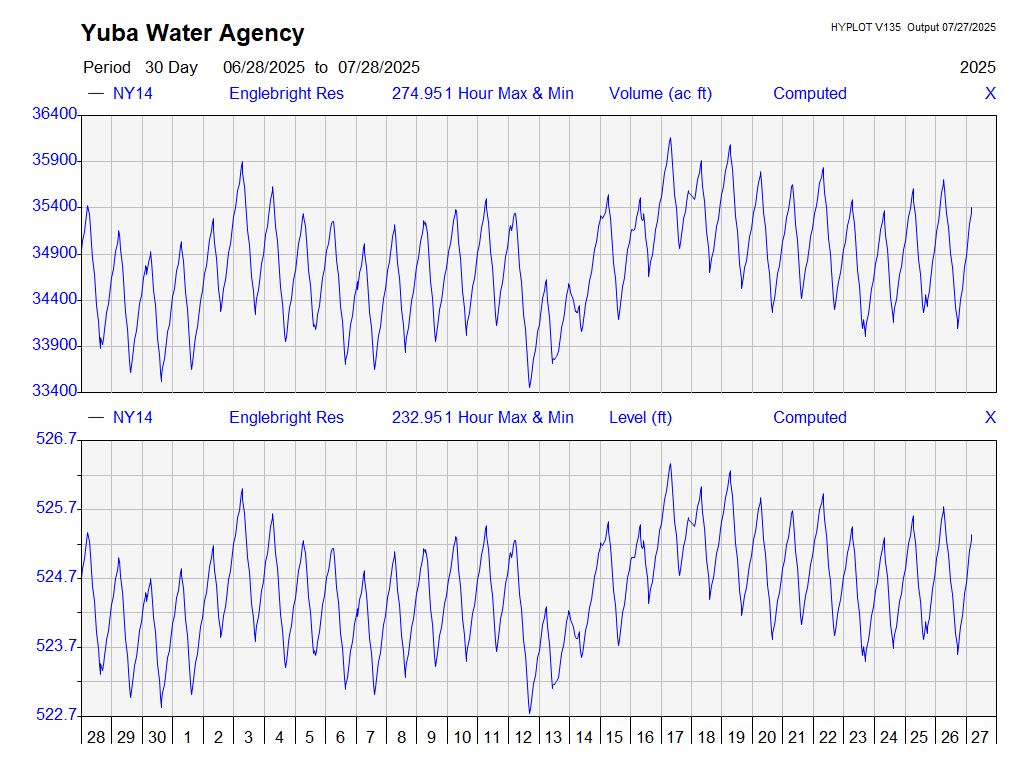 Yuba Water Agency
HYPLOT V135 Output 07/27/2025
Period 30 Day 06/28/2025 to 07/28/2025 2025
— NY14 Englebright Res 274.951 Hour Max & Min Volume (ac ft) Computed X
36400
35900
35400
34900
34400
33900
33400
— NY14 Englebright Res 232.951 Hour Max & Min Level (ft) Computed X
526.7
525.7
524.7
523.7
522.7
28 29 30 1 2 3 4 5 6 7 8 9 10 11 12 13 14 15 16 17 18 19 20 21 22 23 24 25 26 27